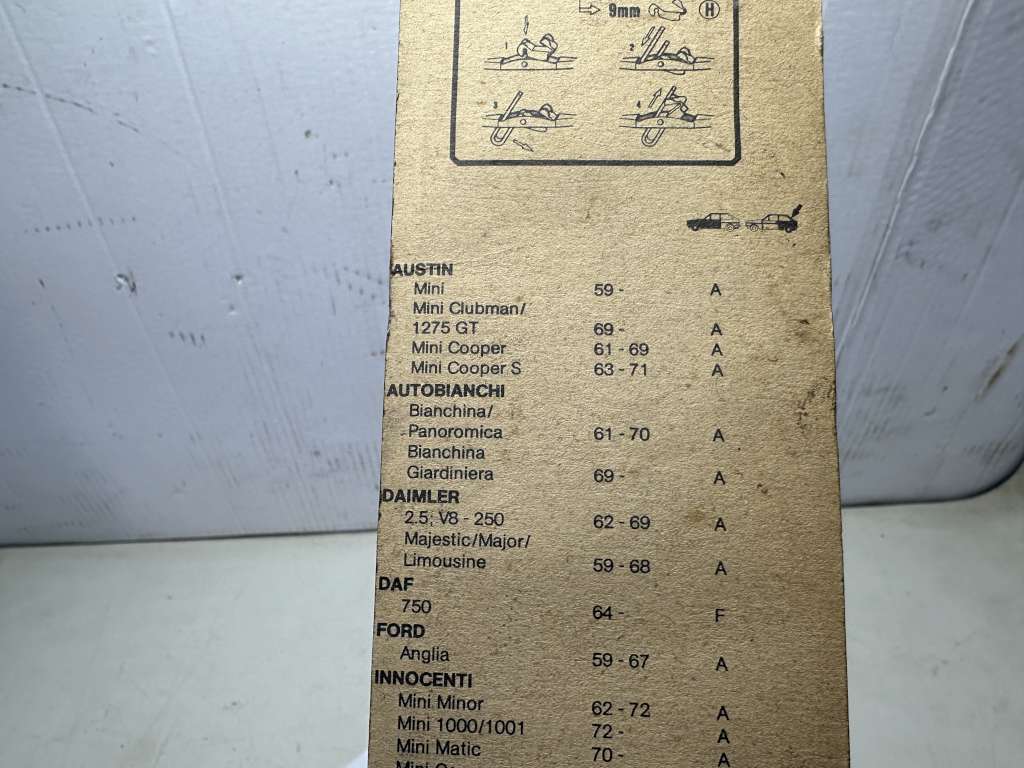 9mm H
1 2
3 4
AUSTIN
Mini 59 - A
Mini Clubman/
1275 GT 69 - A
Mini Cooper 61 - 69 A
Mini Cooper S 63 - 71 A
AUTOBIANCHI
Bianchina/
Panoromica 61 - 70 A
Bianchina
Giardiniera 69 - A
DAIMLER
2.5; V8 - 250 62 - 69 A
Majestic/Major/
Limousine 59 - 68 A
DAF
750 64 - F
FORD
Anglia 59 - 67 A
INNOCENTI
Mini Minor 62 - 72 A
Mini 1000/1001 72 - A
Mini Matic 70 - A
Mini